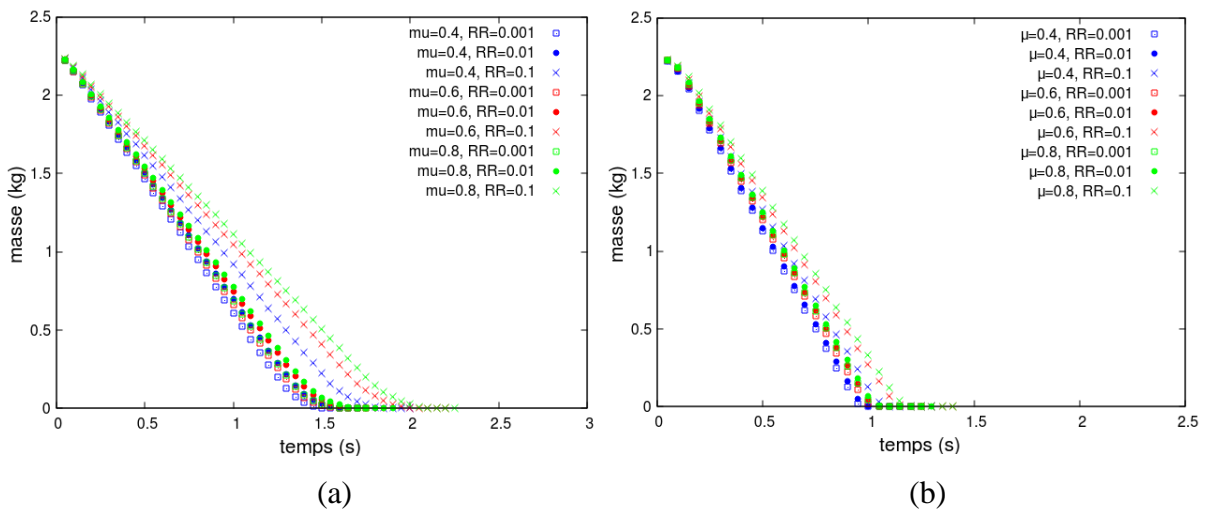 2.5
2
1.5
1
0.5
0
masse (kg)
mu=0.4, RR=0.001
mu=0.4, RR=0.01
mu=0.4, RR=0.1
mu=0.6, RR=0.001
mu=0.6, RR=0.01
mu=0.6, RR=0.1
mu=0.8, RR=0.001
mu=0.8, RR=0.01
mu=0.8, RR=0.1
0 0.5 1 1.5 2 2.5 3
temps (s)
(a)
2.5
2
1.5
1
0.5
0
masse (kg)
μ=0.4, RR=0.001
μ=0.4, RR=0.01
μ=0.4, RR=0.1
μ=0.6, RR=0.001
μ=0.6, RR=0.01
μ=0.6, RR=0.1
μ=0.8, RR=0.001
μ=0.8, RR=0.01
μ=0.8, RR=0.1
0 0.5 1 1.5 2 2.5
temps (s)
(b)